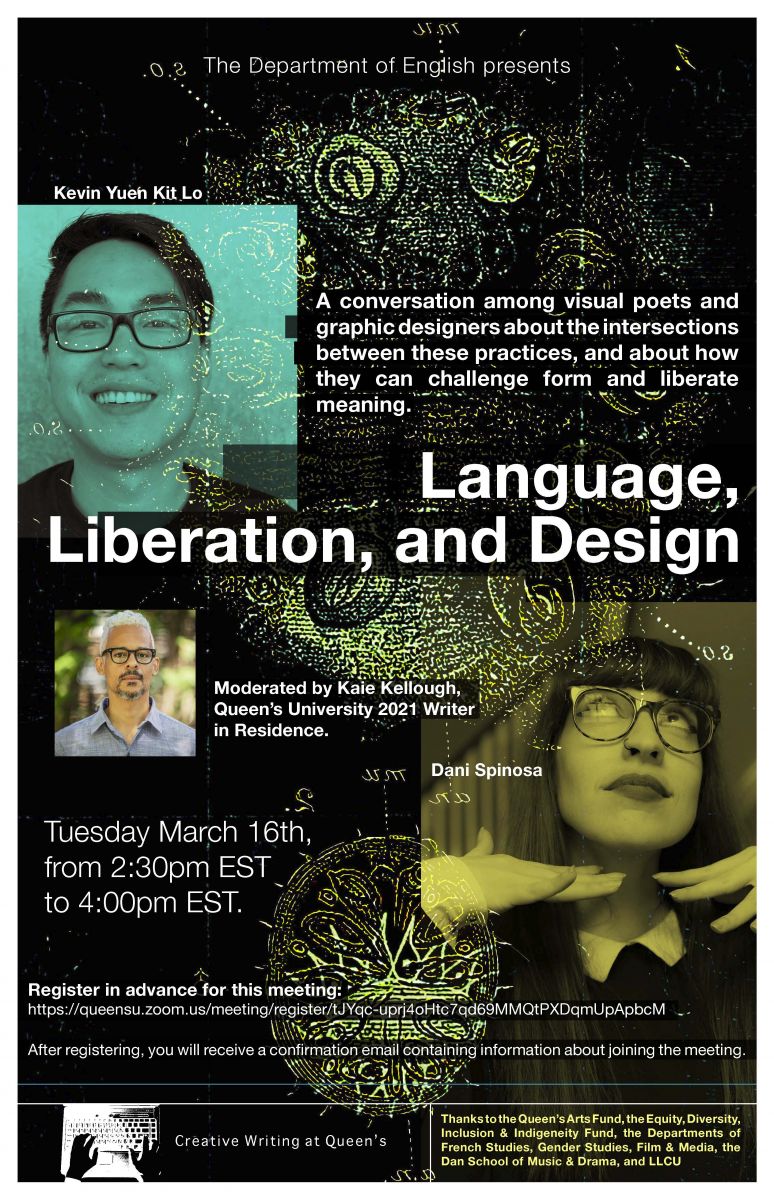 The Department of English presents
Kevin Yuen Kit Lo
A conversation among visual poets and
graphic designers about the intersections
between these practices, and about how
they can challenge form and liberate
meaning.
Language,
Liberation, and Design
Moderated by Kaie Kellough,
Queen's University 2021 Writer
in Residence.
Dani Spinosa
Tuesday March 16th,
from 2:30pm EST
to 4:00pm EST.
Register in advance for this meeting:
https://queensu.zoom.us/meeting/register/tJYqc-uprj4oHtc7qd69MMQtPXDqmUpApbcM
After registering, you will receive a confirmation email containing information about joining the meeting.
Creative Writing at Queen's
Thanks to the Queen's Arts Fund, the Equity, Diversity,
Inclusion & Indigeneity Fund, the Departments of
French Studies, Gender Studies, Film & Media, the
Dan School of Music & Drama, and LLCU